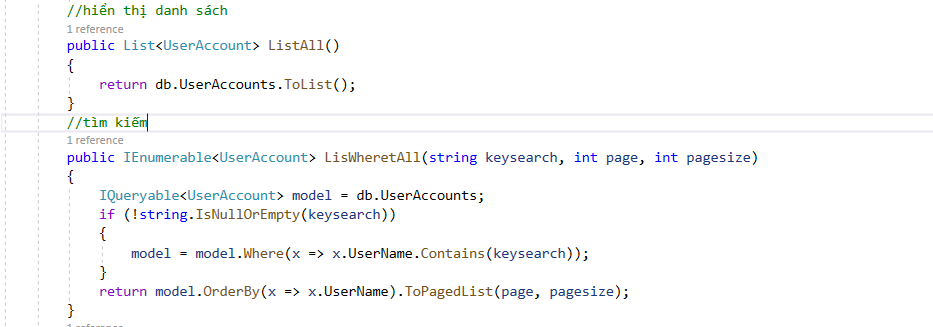 //hiển thị danh sách
1 reference
public List<UserAccount> ListAll()
{
return db.UserAccounts.ToList();
}
//tìm kiếm
1 reference
public IEnumerable<UserAccount> LisWheretAll(string keysearch, int page, int pagesize)
{
IQueryable<UserAccount> model = db.UserAccounts;
if (!string.IsNullOrEmpty(keysearch))
{
model = model.Where(x => x.UserName.Contains(keysearch));
}
return model.OrderBy(x => x.UserName).ToPagedList(page, pagesize);
}
1 reference